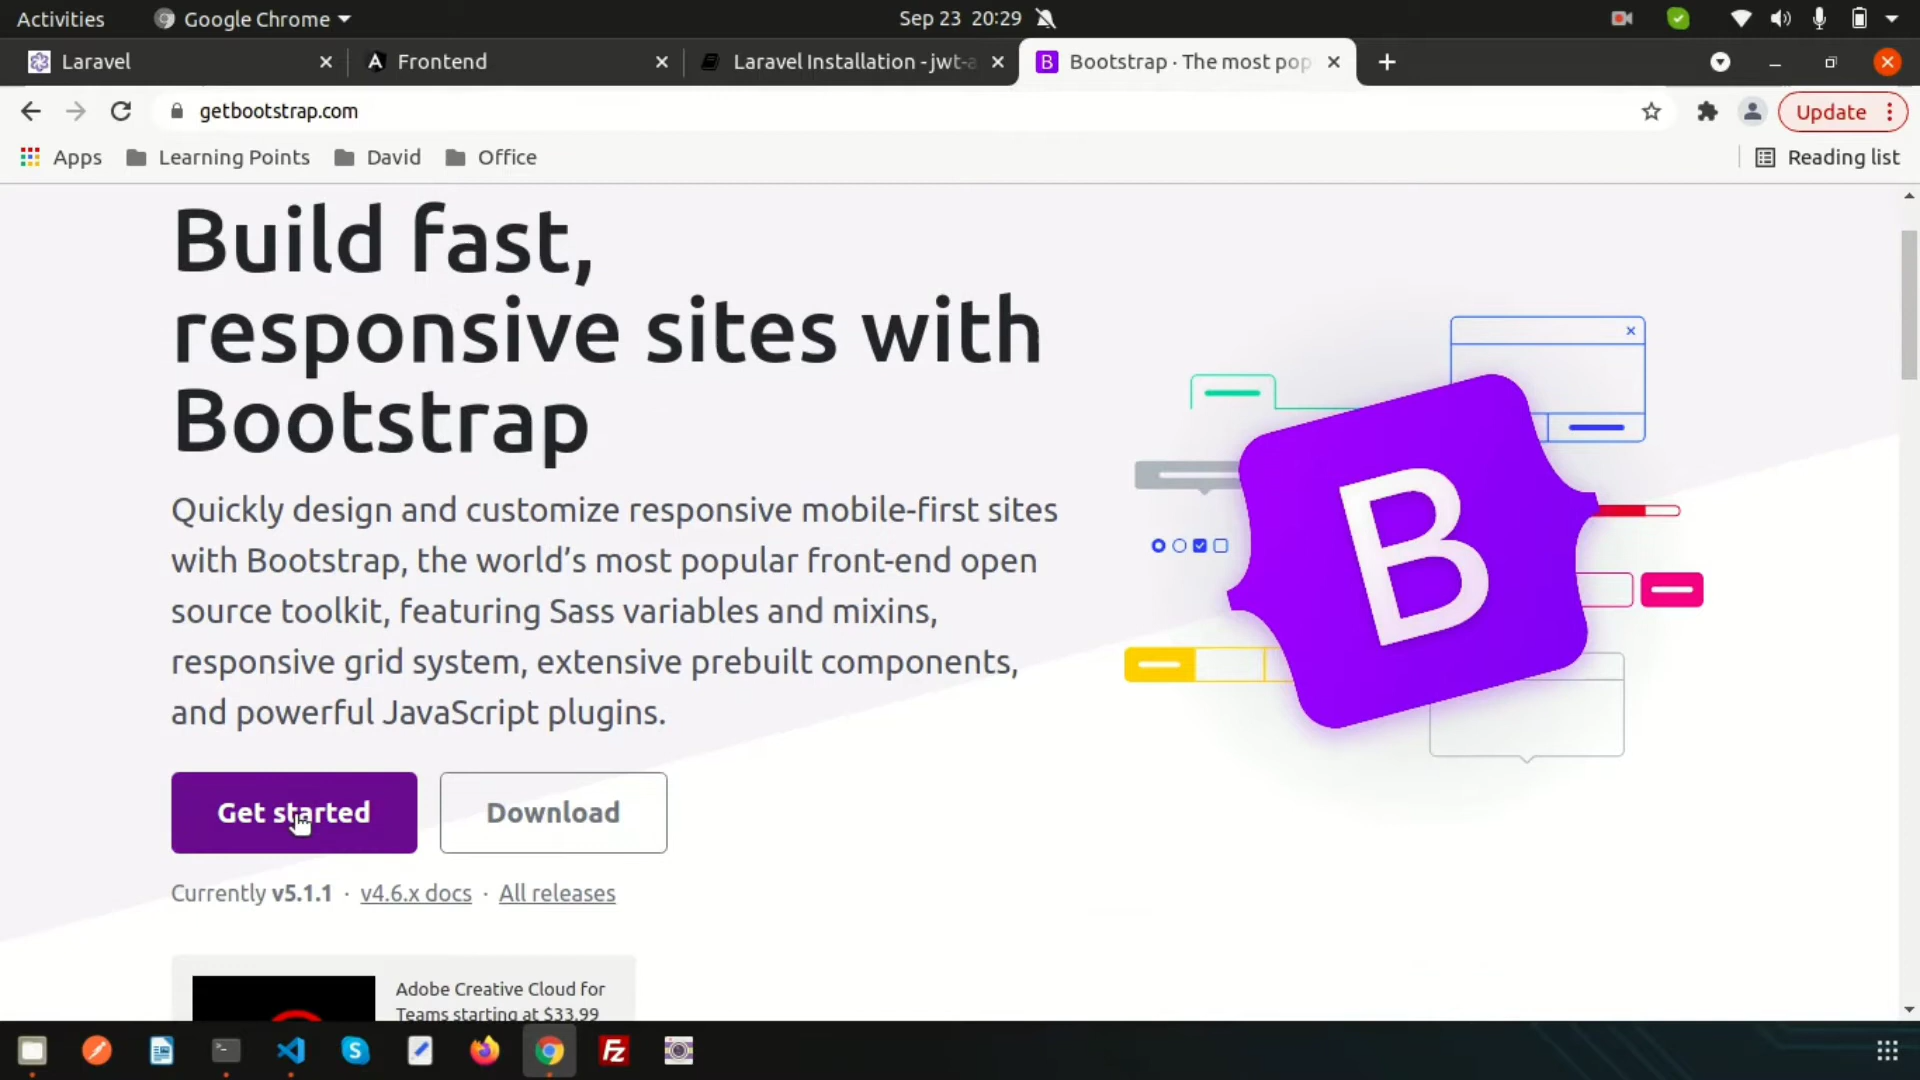 Activities Google Chrome Sep 23 20:29
Laravel Frontend Laravel Installation - jwt-a Bootstrap · The most pop
getbootstrap.com Update
Apps Learning Points David Office Reading list
Build fast,
responsive sites with
Bootstrap
Quickly design and customize responsive mobile-first sites
with Bootstrap, the world’s most popular front-end open
source toolkit, featuring Sass variables and mixins,
responsive grid system, extensive prebuilt components,
and powerful JavaScript plugins.
Get started Download
Currently v5.1.1 · v4.6.x docs · All releases
Adobe Creative Cloud for
Teams starting at $33.99
B